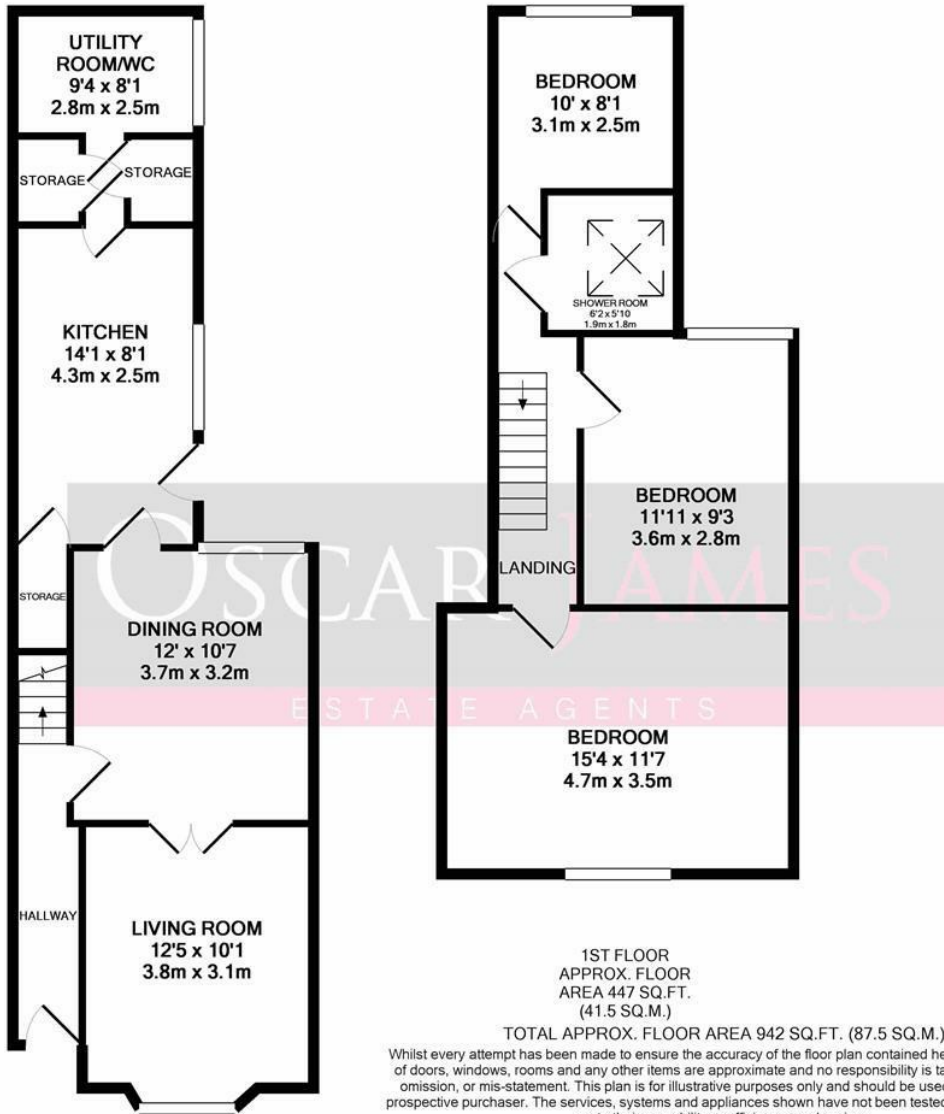 UTILITY
ROOM/WC
9'4 x 8'1
2.8m x 2.5m
STORAGE
STORAGE
KITCHEN
14'1 x 8'1
4.3m x 2.5m
STORAGE
DINING ROOM
12' x 10'7
3.7m x 3.2m
HALLWAY
LIVING ROOM
12'5 x 10'1
3.8m x 3.1m
BEDROOM
10' x 8'1
3.1m x 2.5m
SHOWER ROOM
6'2 x 5'10
1.9m x 1.8m
BEDROOM
11'11 x 9'3
3.6m x 2.8m
LANDING
OSCAR JAMES
ESTATE AGENTS
BEDROOM
15'4 x 11'7
4.7m x 3.5m
1ST FLOOR
APPROX. FLOOR
AREA 447 SQ.FT.
(41.5 SQ.M.)
TOTAL APPROX. FLOOR AREA 942 SQ.FT. (87.5 SQ.M.)
Whilst every attempt has been made to ensure the accuracy of the floor plan contained he
of doors, windows, rooms and any other items are approximate and no responsibility is ta
omission, or mis-statement. This plan is for illustrative purposes only and should be used
prospective purchaser. The services, systems and appliances shown have not been tested